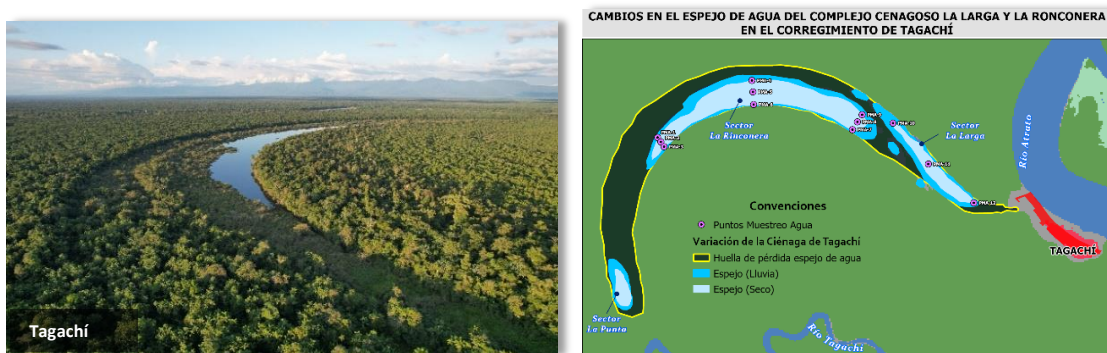 Tagachí
CAMBIOS EN EL ESPEJO DE AGUA DEL COMPLEJO CENAGOSO LA LARGA Y LA RONCONERA
EN EL CORREGIMIENTO DE TAGACHÍ
Sector
La Rinconera
Sector
La Larga
Río Atrato
Convenciones
Puntos Muestreo Agua
Variación de la Ciénaga de Tagachí
Huella de pérdida espejo de agua
Espejo (Lluvia)
Espejo (Seco)
TAGACHÍ
Sector
La Punta
Río Tagachí